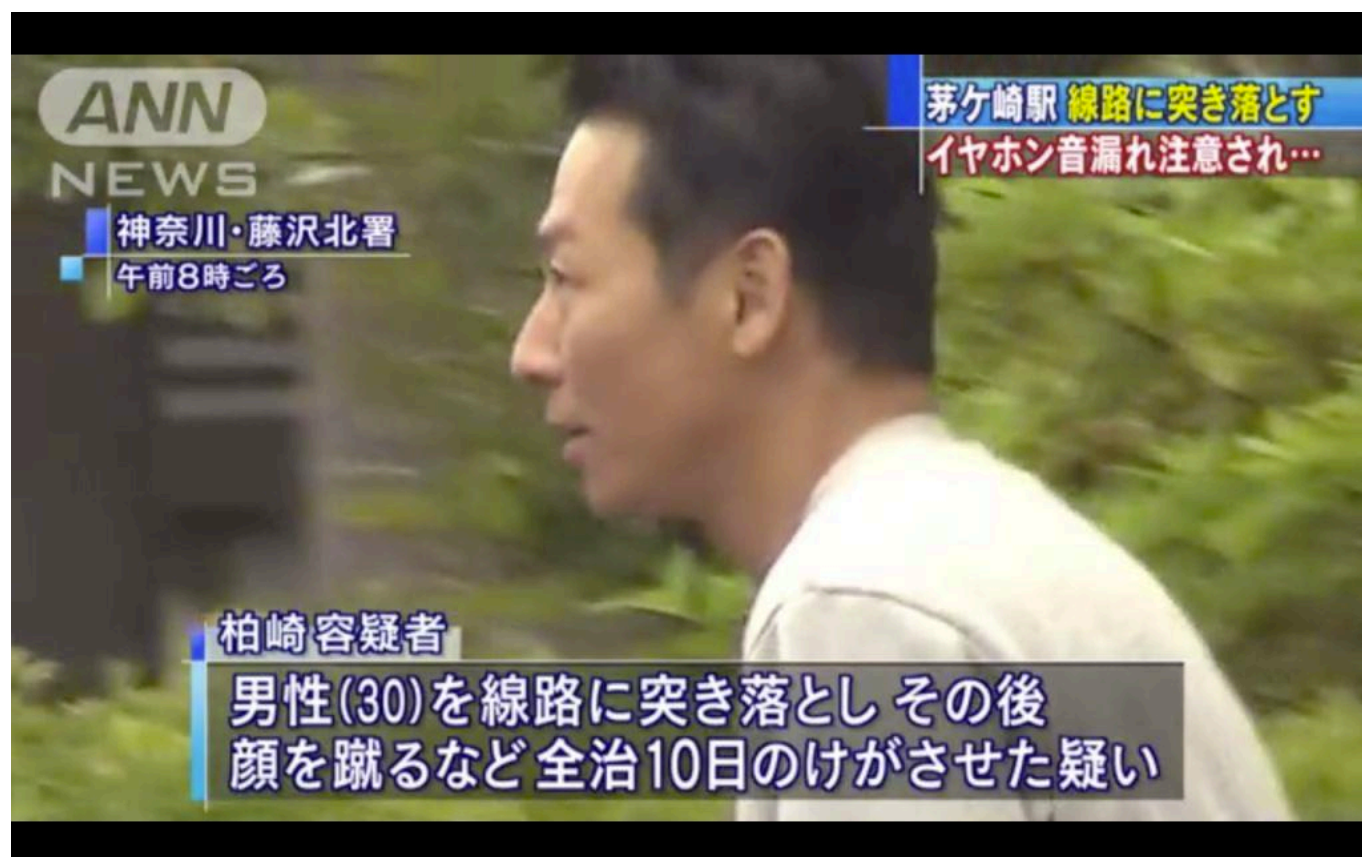 ANN
NEWS
茅ケ崎駅 線路に突き落とす
イヤホン音漏れ注意され…
神奈川・藤沢北署
午前8時ごろ
柏崎容疑者
男性(30)を線路に突き落とし その後
顔を蹴るなど 全治10日のけがさせた疑い